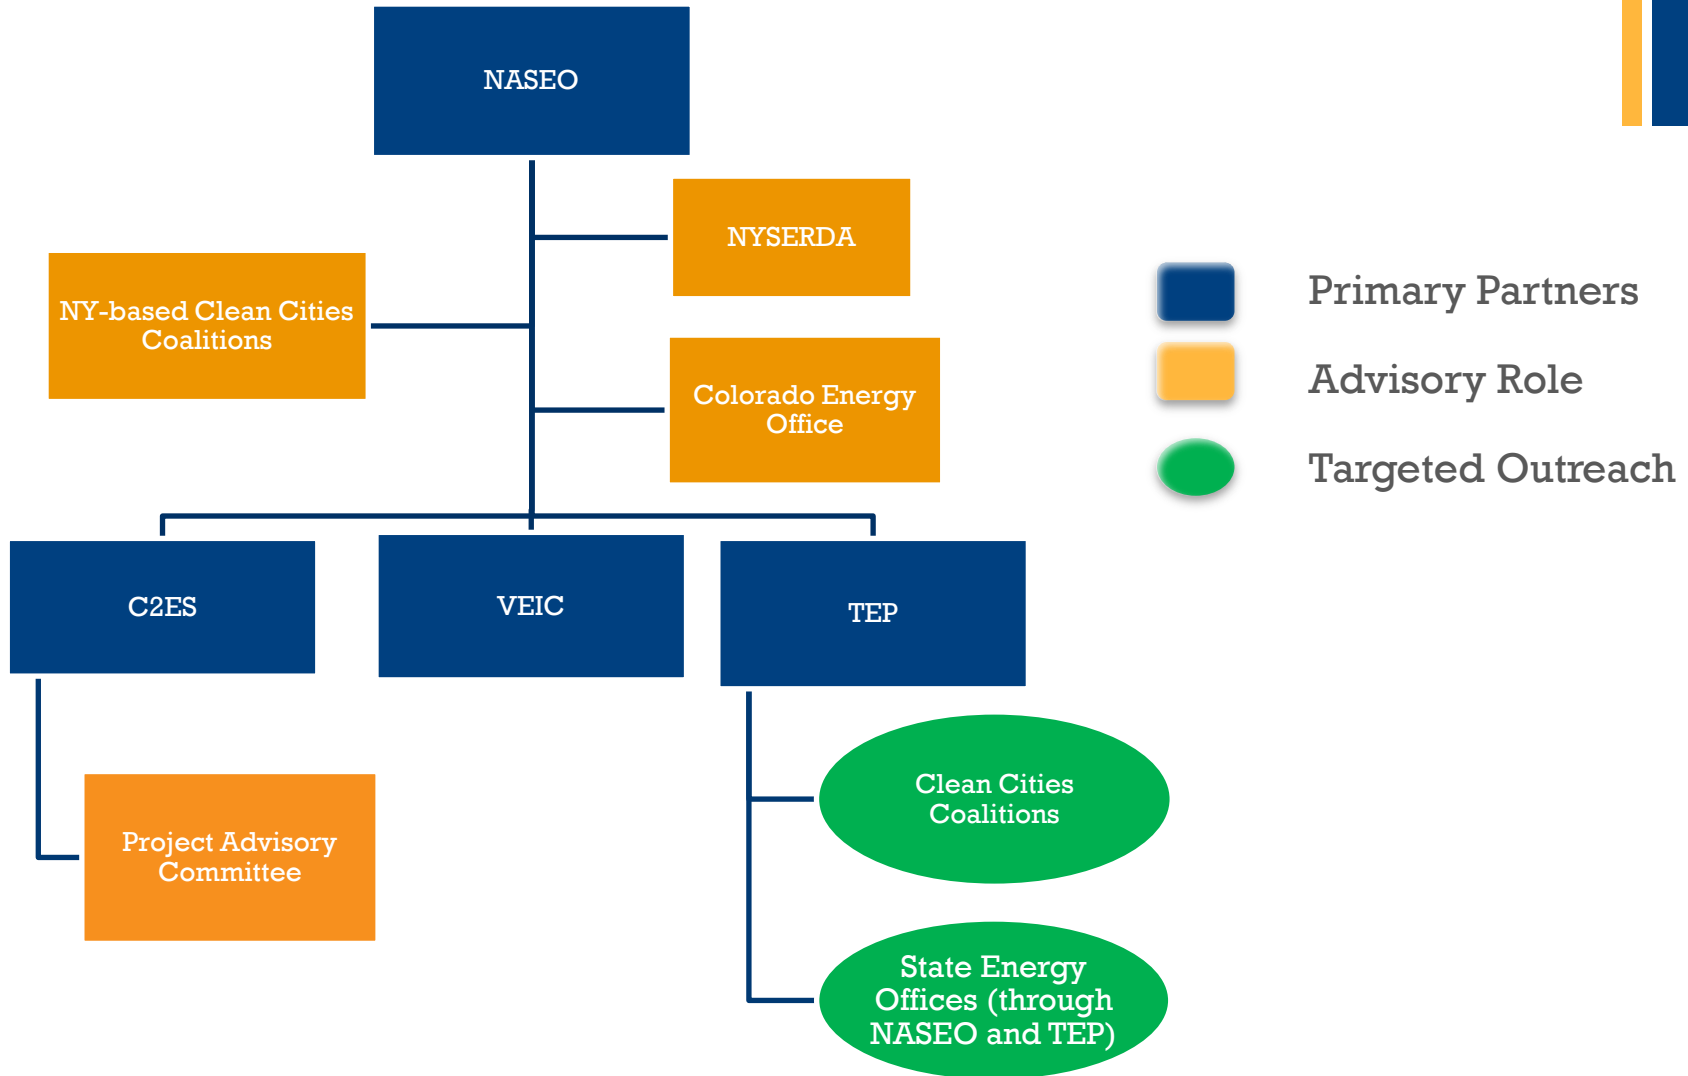 NASEO
NYSERDA
NY-based Clean Cities
Coalitions
Colorado Energy
Office
C2ES
VEIC
TEP
Project Advisory
Committee
Clean Cities
Coalitions
State Energy
Offices (through
NASEO and TEP)
Primary Partners
Advisory Role
Targeted Outreach